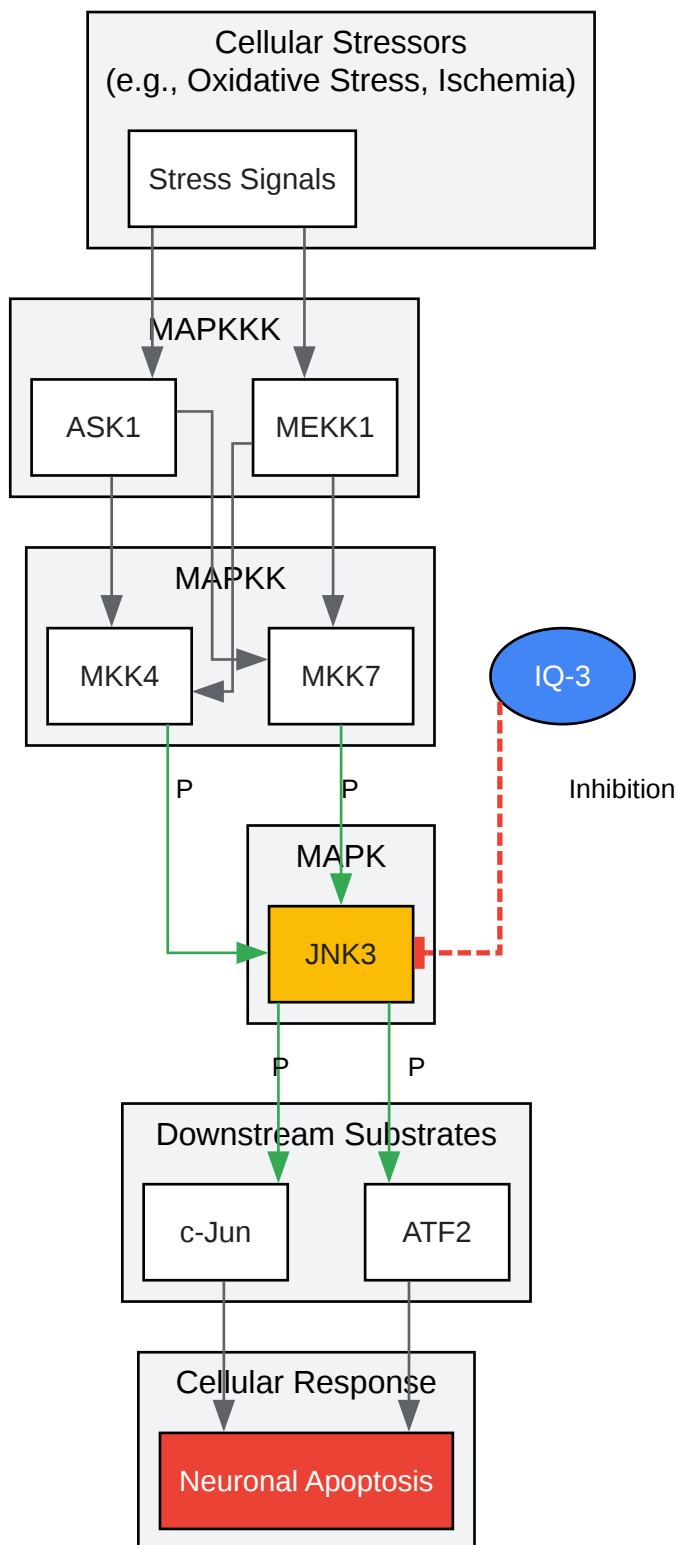 Cellular Stressors
(e.g., Oxidative Stress, Ischemia)
Stress Signals
MAPKKK
ASK1
MEKK1
MAPKK
MKK4
MKK7
IQ-3
P
P
Inhibition
MAPK
JNK3
P
P
Downstream Substrates
c-Jun
ATF2
Cellular Response
Neuronal Apoptosis